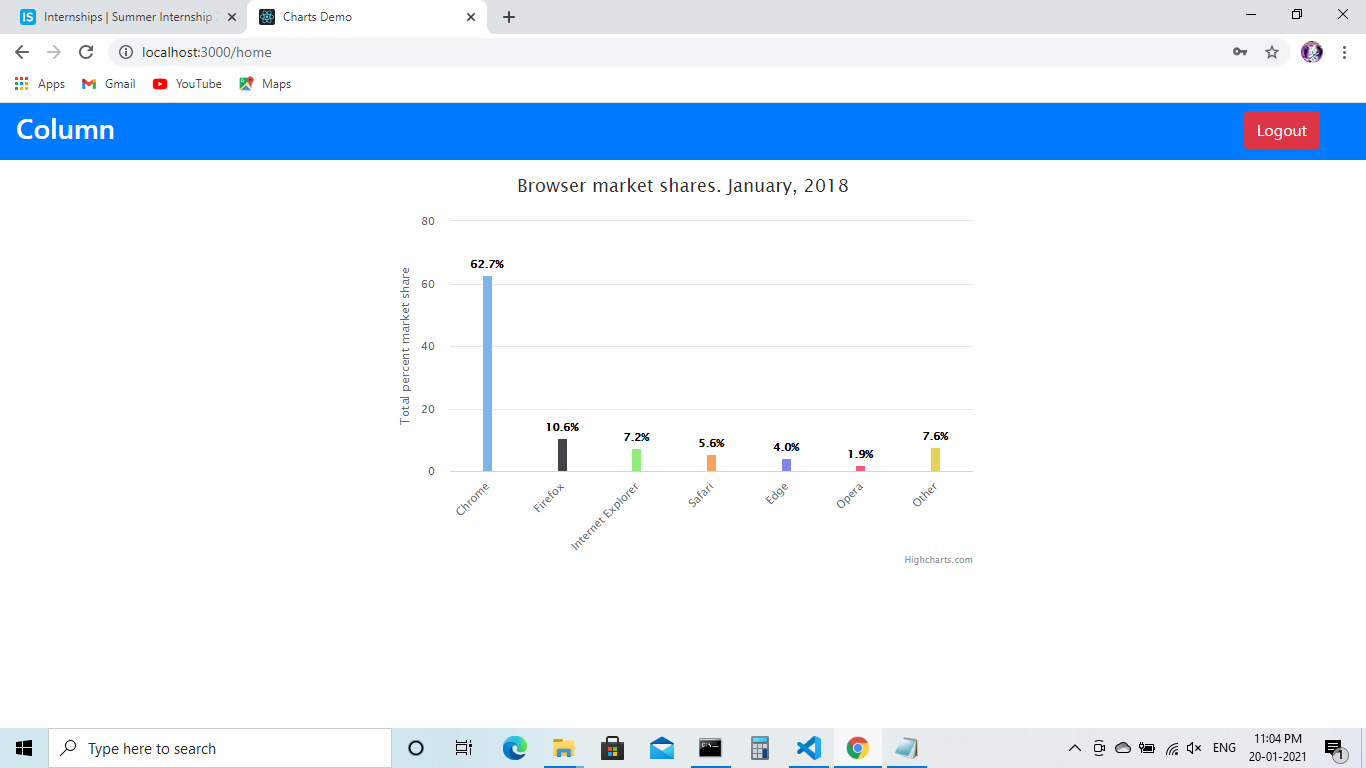 IS Internships | Summer Internship
Charts Demo
localhost:3000/home
Apps Gmail YouTube Maps
Column
Logout
Browser market shares. January, 2018
Total percent market share
80
60
40
20
0
62.7%
10.6%
7.2%
5.6%
4.0%
1.9%
7.6%
Chrome
Firefox
Internet Explorer
Safari
Edge
Opera
Other
Highcharts.com
Type here to search
ENG
11:04 PM
20-01-2021
1